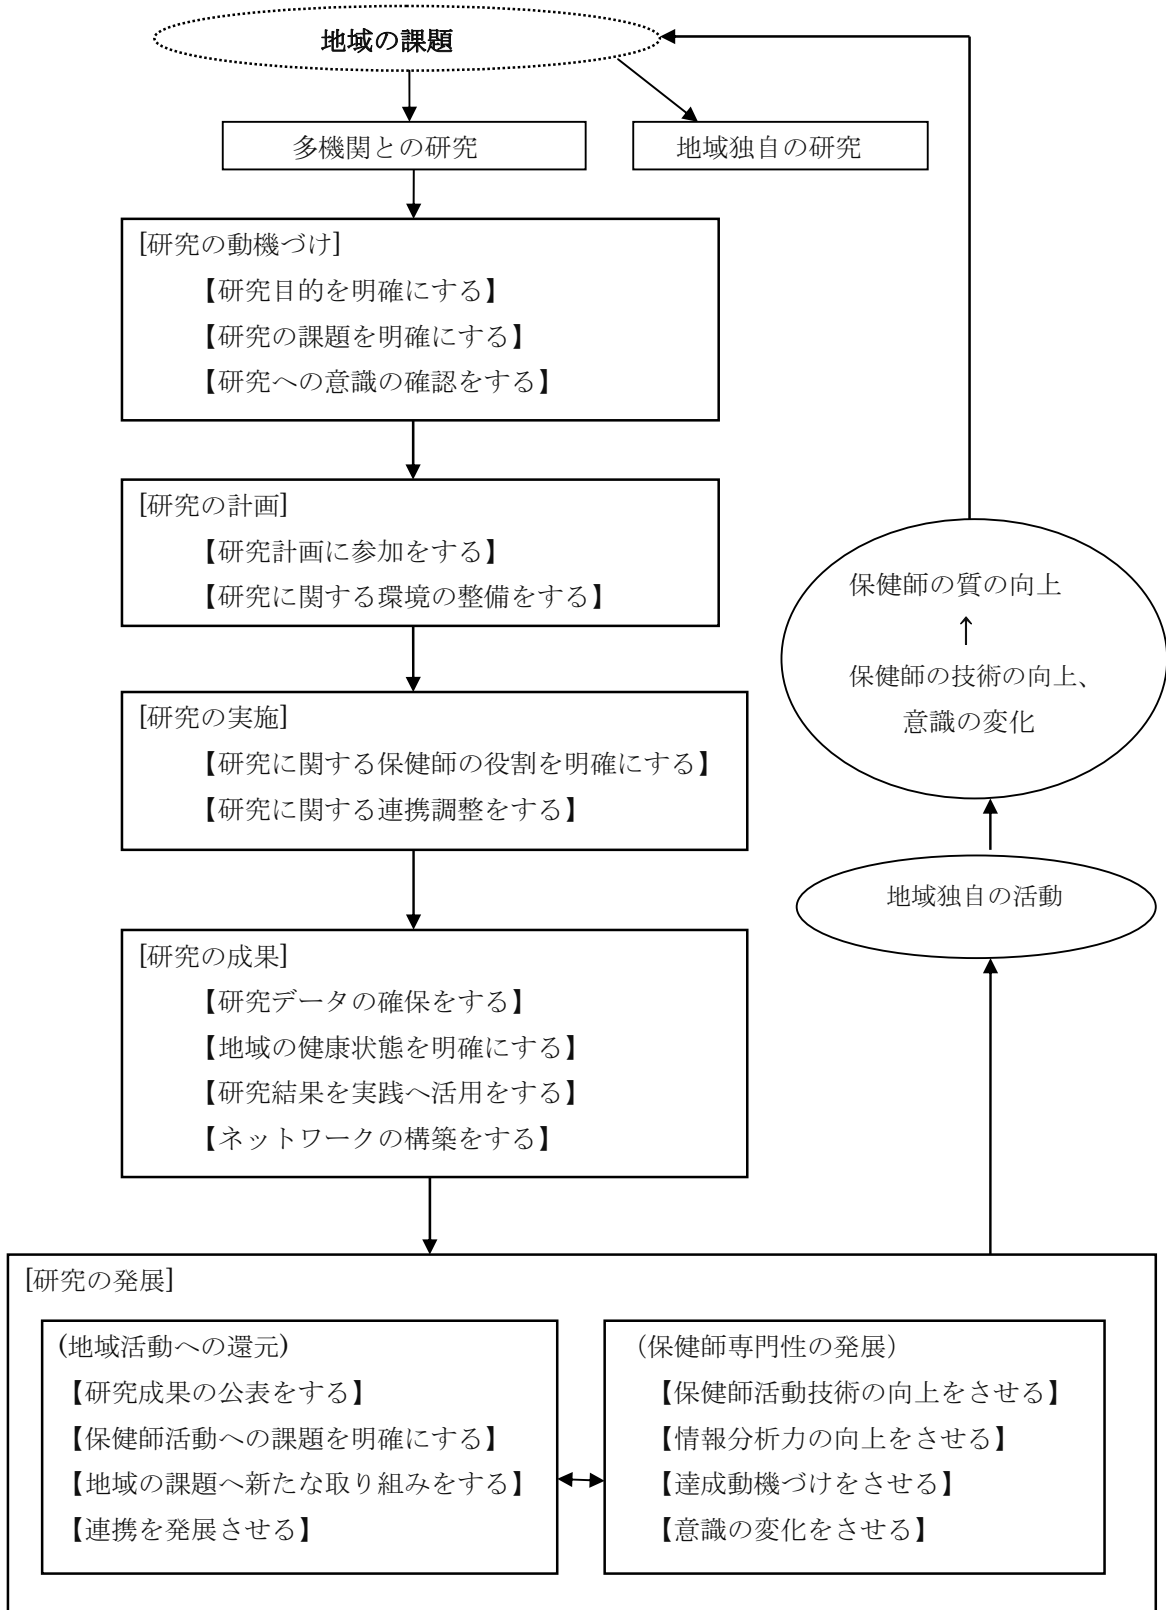 地域の課題
多機関との研究
地域独自の研究
[研究の動機づけ]
【研究目的を明確にする】
【研究の課題を明確にする】
【研究への意識の確認をする】
[研究の計画]
【研究計画に参加をする】
【研究に関する環境の整備をする】
[研究の実施]
【研究に関する保健師の役割を明確にする】
【研究に関する連携調整をする】
[研究の成果]
【研究データの確保をする】
【地域の健康状態を明確にする】
【研究結果を実践へ活用をする】
【ネットワークの構築をする】
[研究の発展]
(地域活動への還元)
【研究成果の公表をする】
【保健師活動への課題を明確にする】
【地域の課題へ新たな取り組みをする】
【連携を発展させる】
（保健師専門性の発展）
【保健師活動技術の向上をさせる】
【情報分析力の向上をさせる】
【達成動機づけをさせる】
【意識の変化をさせる】
地域独自の活動
保健師の質の向上
↑
保健師の技術の向上、
意識の変化